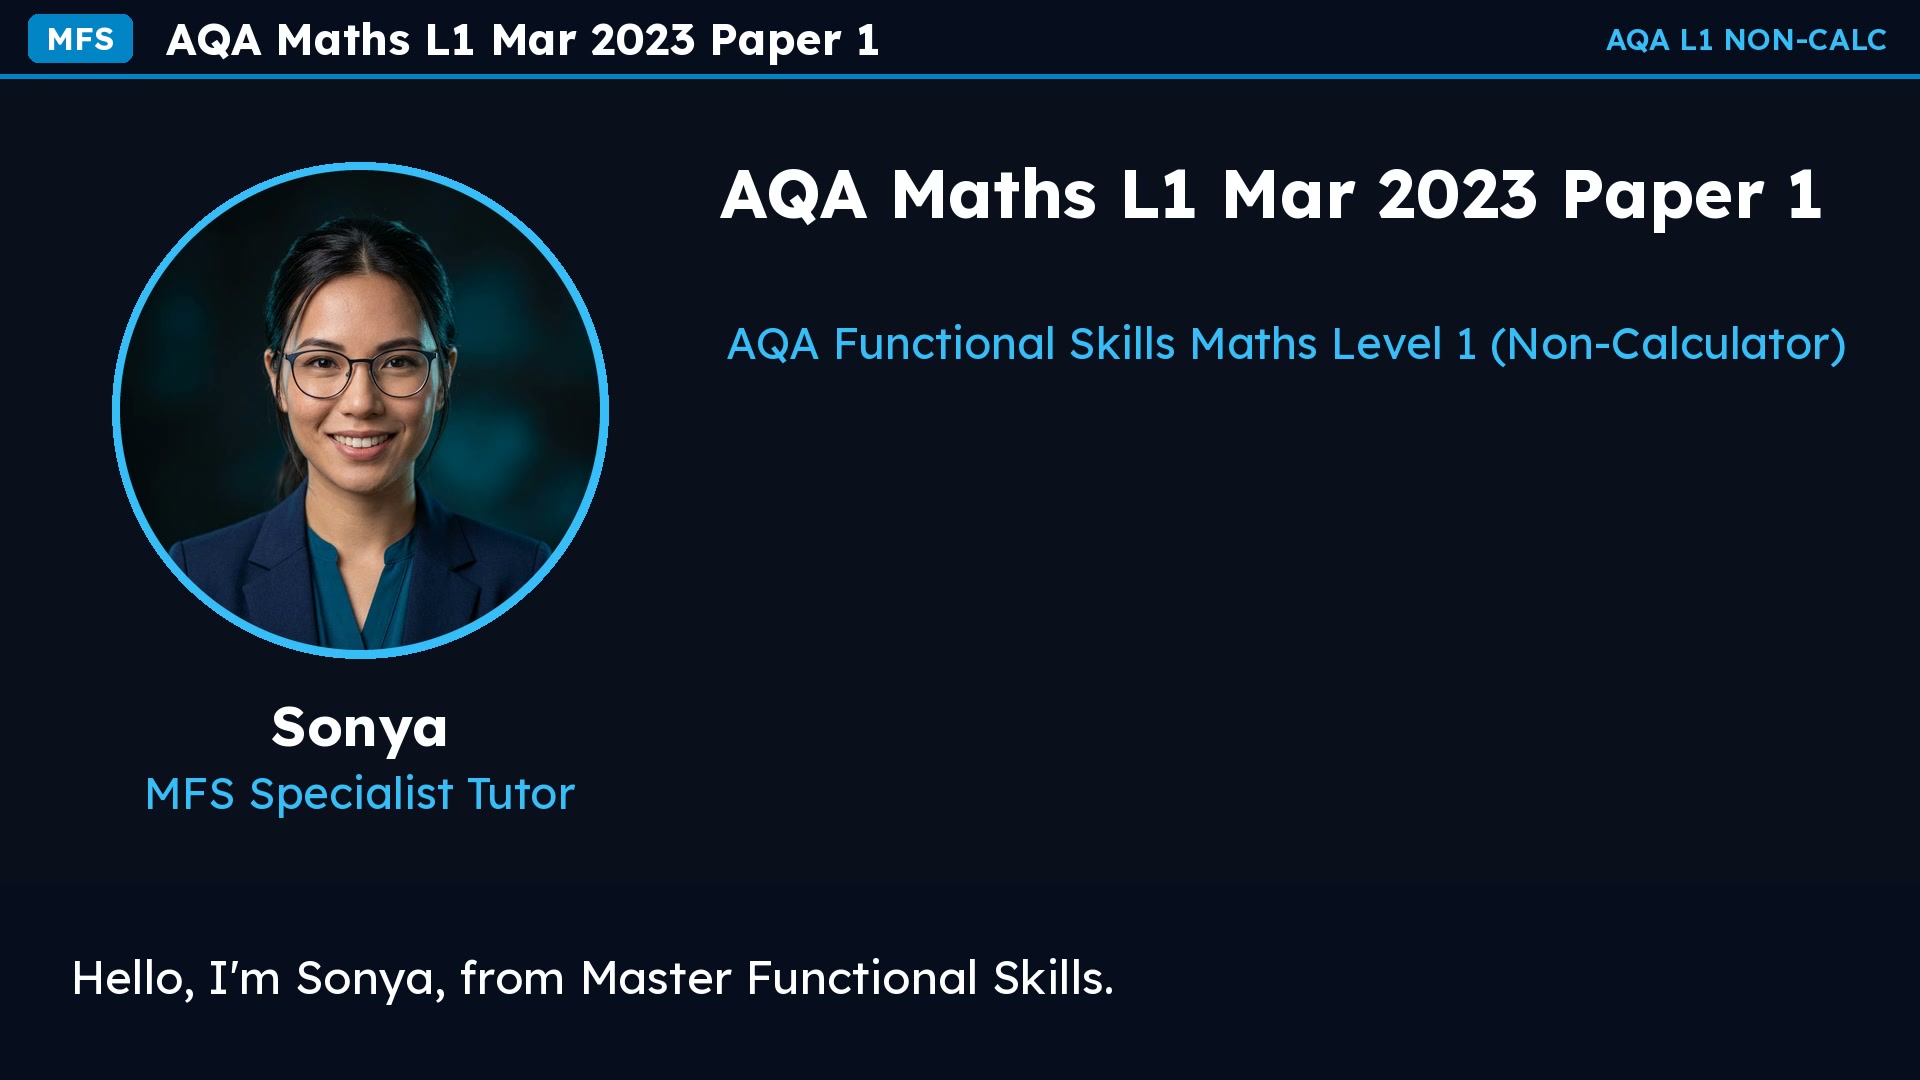 MFS
AQA Maths L1 Mar 2023 Paper 1
AQA L1 NON-CALC
AQA Maths L1 Mar 2023 Paper 1
AQA Functional Skills Maths Level 1 (Non-Calculator)
Sonya
MFS Specialist Tutor
Hello, I'm Sonya, from Master Functional Skills.